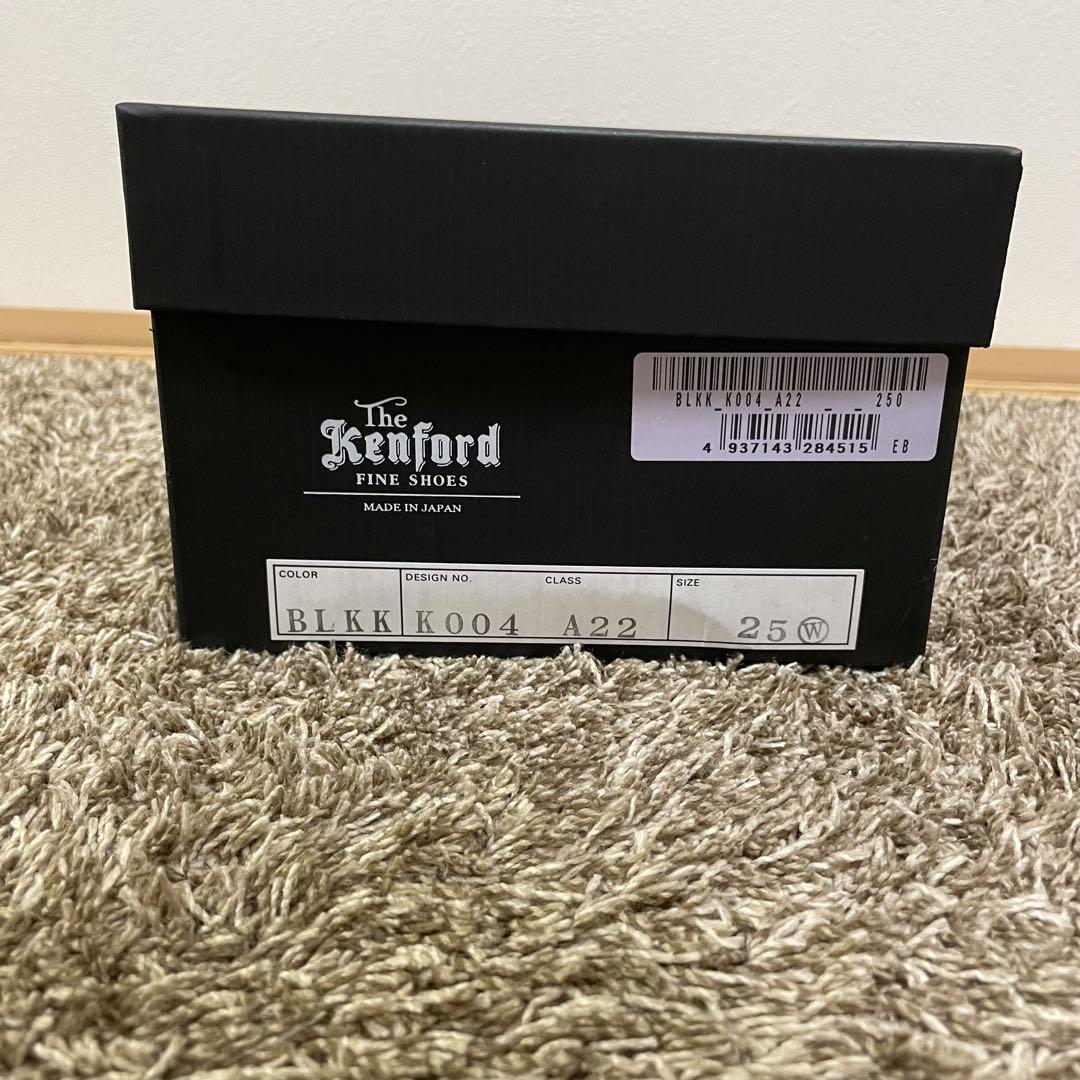 The
Kenford
FINE SHOES
MADE IN JAPAN
BLKK_K004_A22 _ _ 250
4 937143 284515 EB
COLOR DESIGN NO. CLASS SIZE
BLKK K004 A22 25 Ⓦ